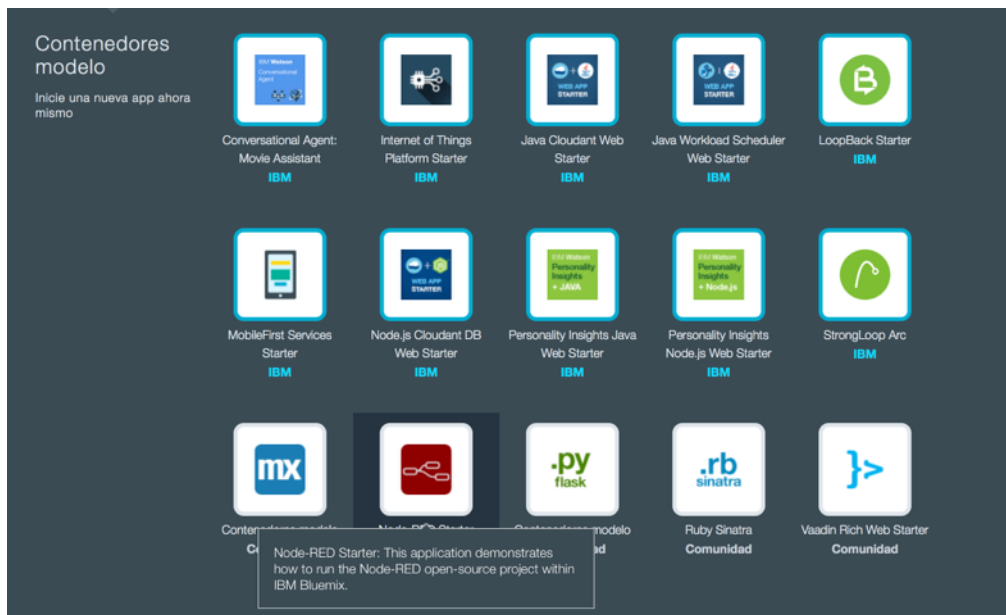 Contenedores
modelo
Inicie una nueva app ahora
mismo
IBM Watson
Conversational
Agent
Conversational Agent:
Movie Assistant
IBM
Internet of Things
Platform Starter
IBM
WEB APP
STARTER
Java Cloudant Web
Starter
IBM
WEB APP
STARTER
Java Workload Scheduler
Web Starter
IBM
B
LoopBack Starter
IBM
MobileFirst Services
Starter
IBM
WEB APP
STARTER
Node.js Cloudant DB
Web Starter
IBM
IBM Watson
Personality
Insights
+ JAVA
Personality Insights Java
Web Starter
IBM
IBM Watson
Personality
Insights
+ Node.js
Personality Insights
Node.js Web Starter
IBM
StrongLoop Arc
IBM
mx
.py
flask
.rb
sinatra
Ruby Sinatra
Comunidad
}>
Vaadin Rich Web Starter
Comunidad
Node-RED Starter: This application demonstrates
how to run the Node-RED open-source project within
IBM Bluemix.